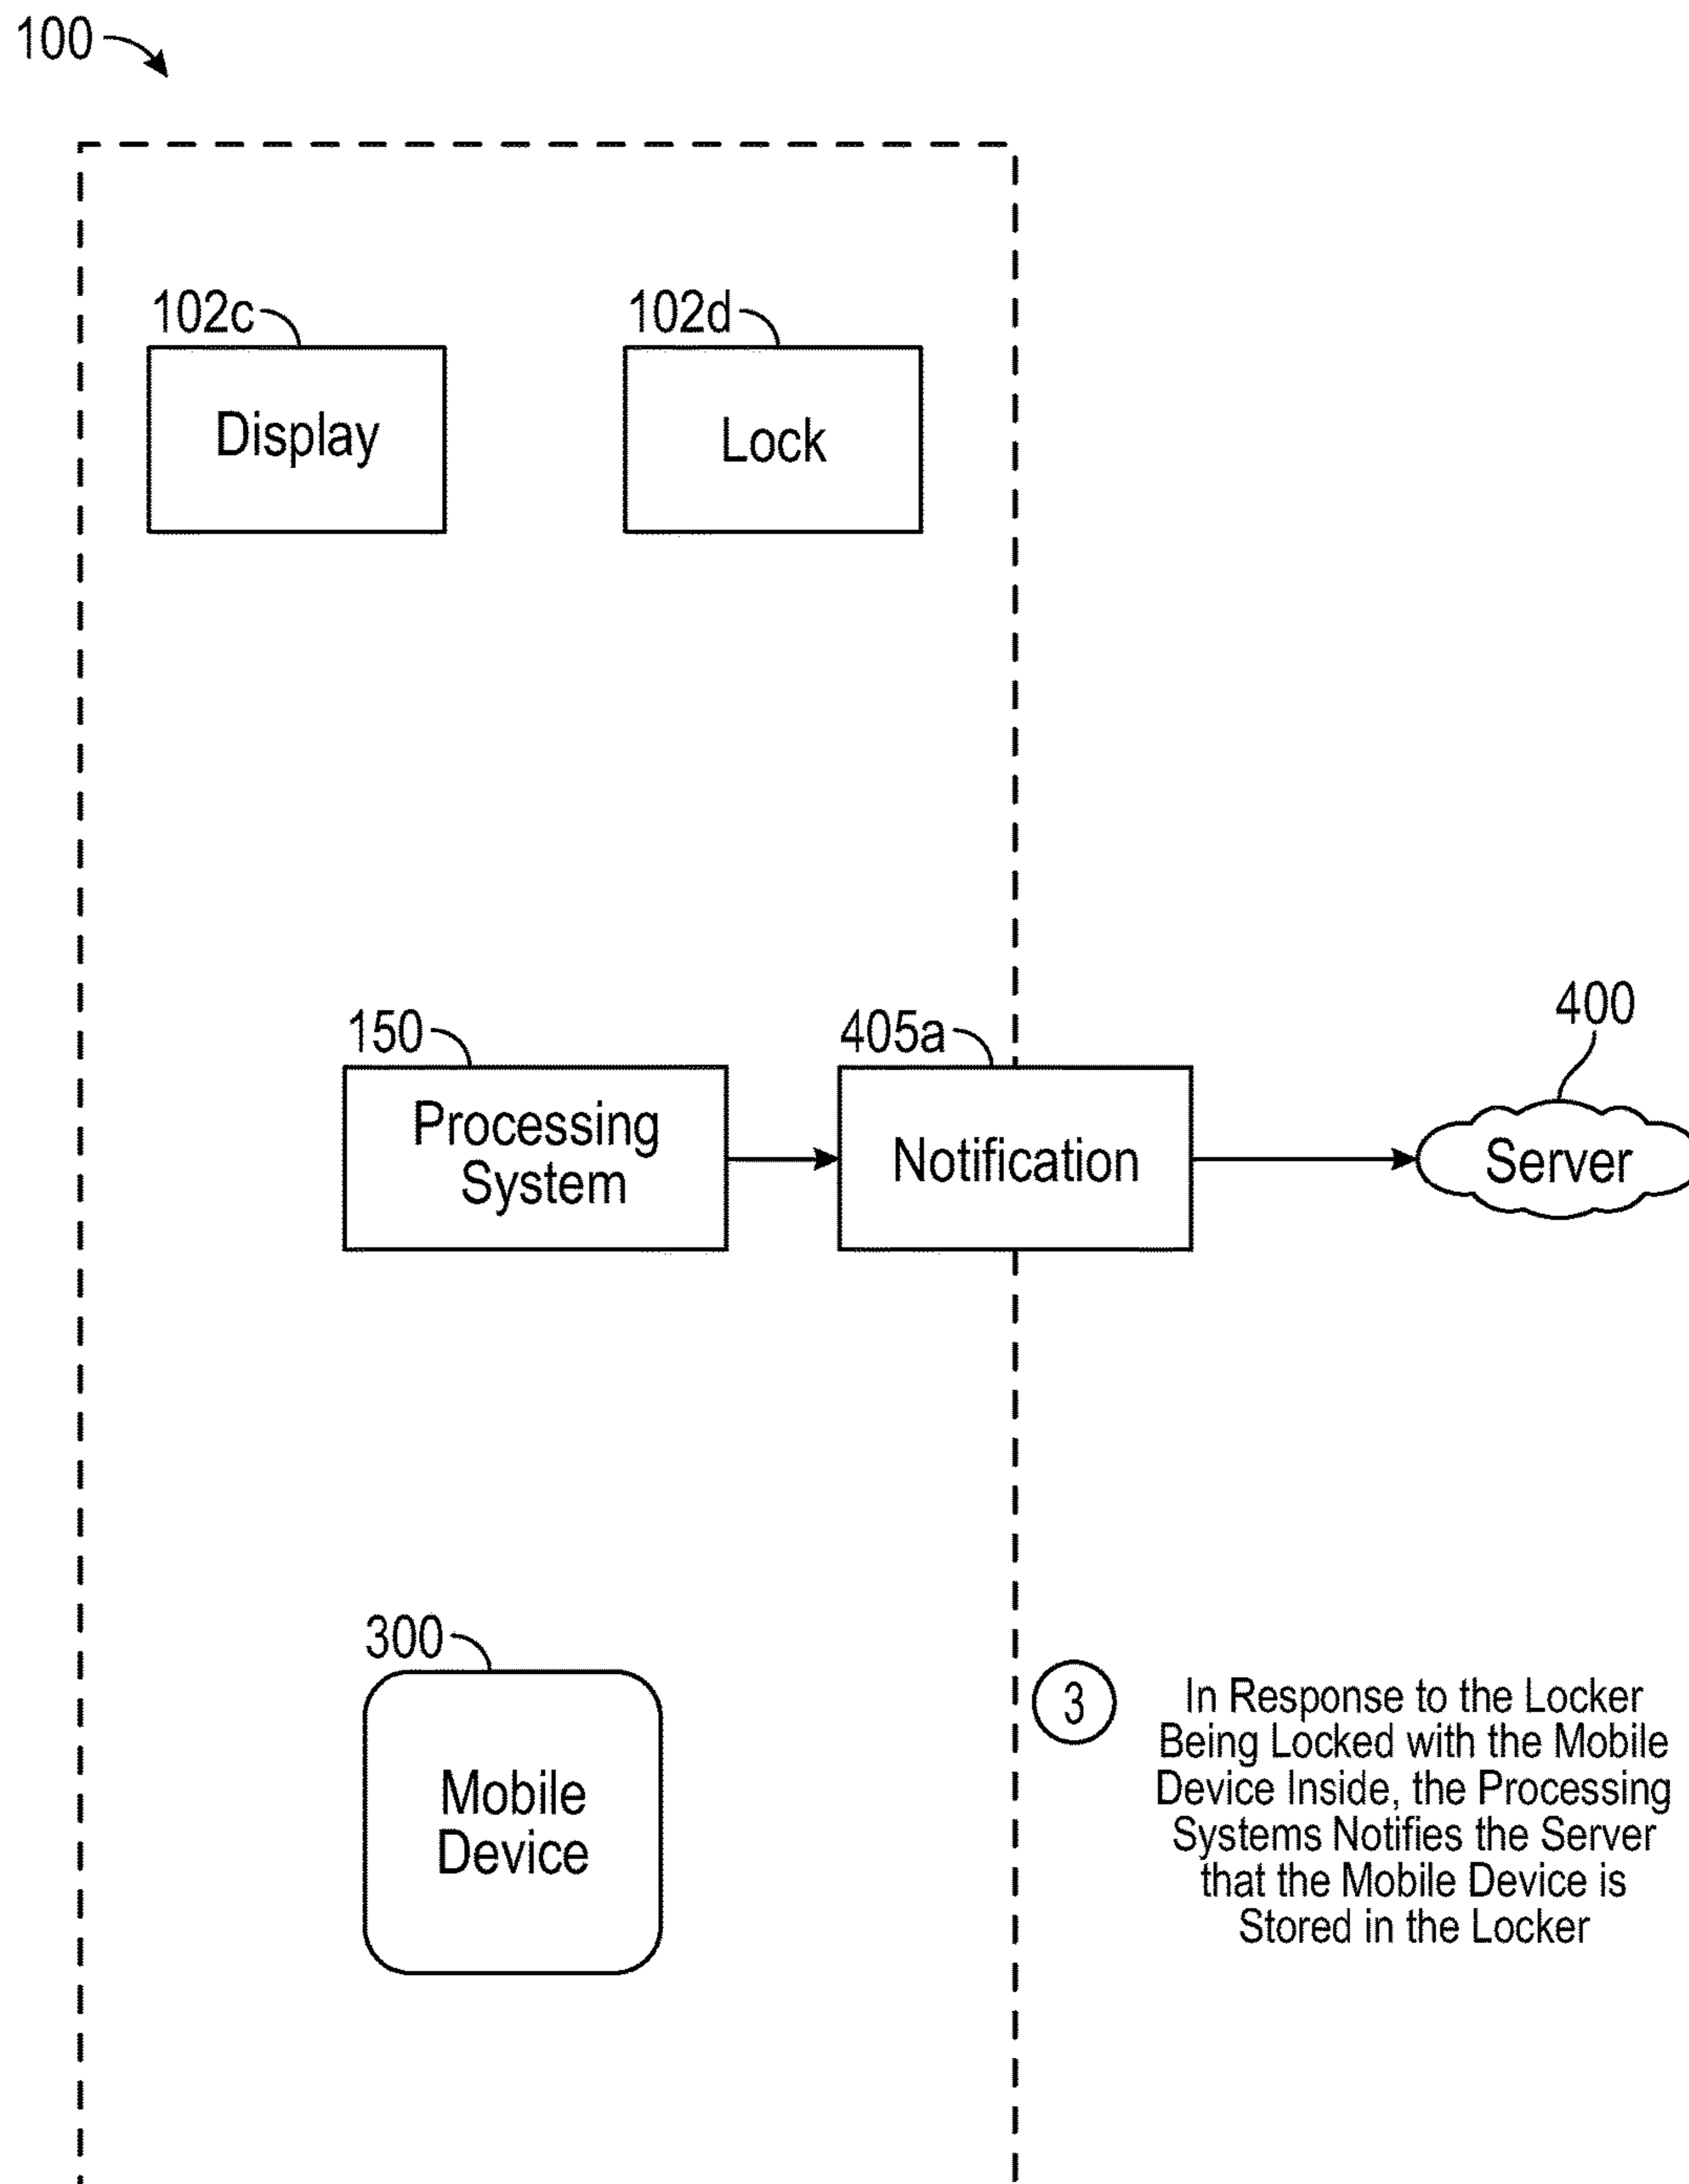 100
102c
102d
Display
Lock
150
405a
400
Processing
System
Notification
Server
300
Mobile
Device
3
In Response to the Locker
Being Locked with the Mobile
Device Inside, the Processing
Systems Notifies the Server
that the Mobile Device is
Stored in the Locker